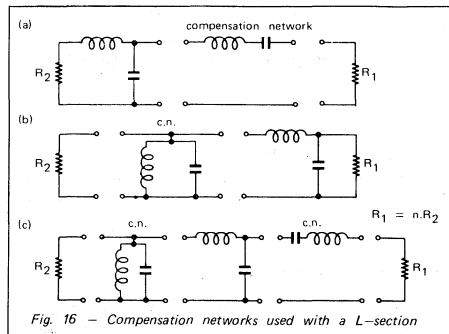 (a)
compensation network
R2
R1
(b)
c.n.
R2
R1
(c)
c.n.
c.n.
R1 = n.R2
R2
R1
Fig. 16 – Compensation networks used with a L-section